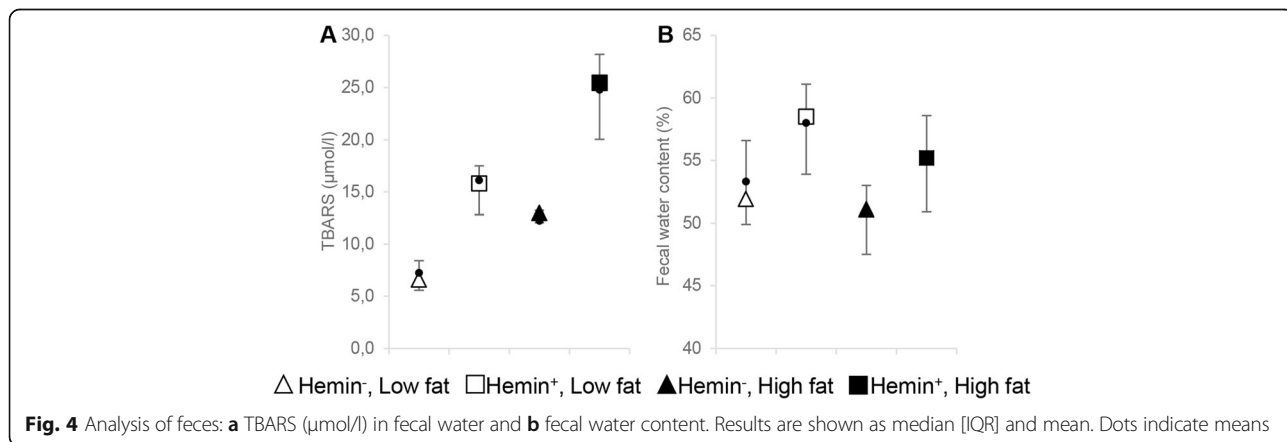 A
B
30,0
25,0
20,0
15,0
10,0
5,0
0,0
TBARS (µmol/l)
65
60
55
50
45
40
Fecal water content (%)
△ Hemin⁻, Low fat □ Hemin⁺, Low fat ▲ Hemin⁻, High fat ■ Hemin⁺, High fat
Fig. 4 Analysis of feces: a TBARS (µmol/l) in fecal water and b fecal water content. Results are shown as median [IQR] and mean. Dots indicate means